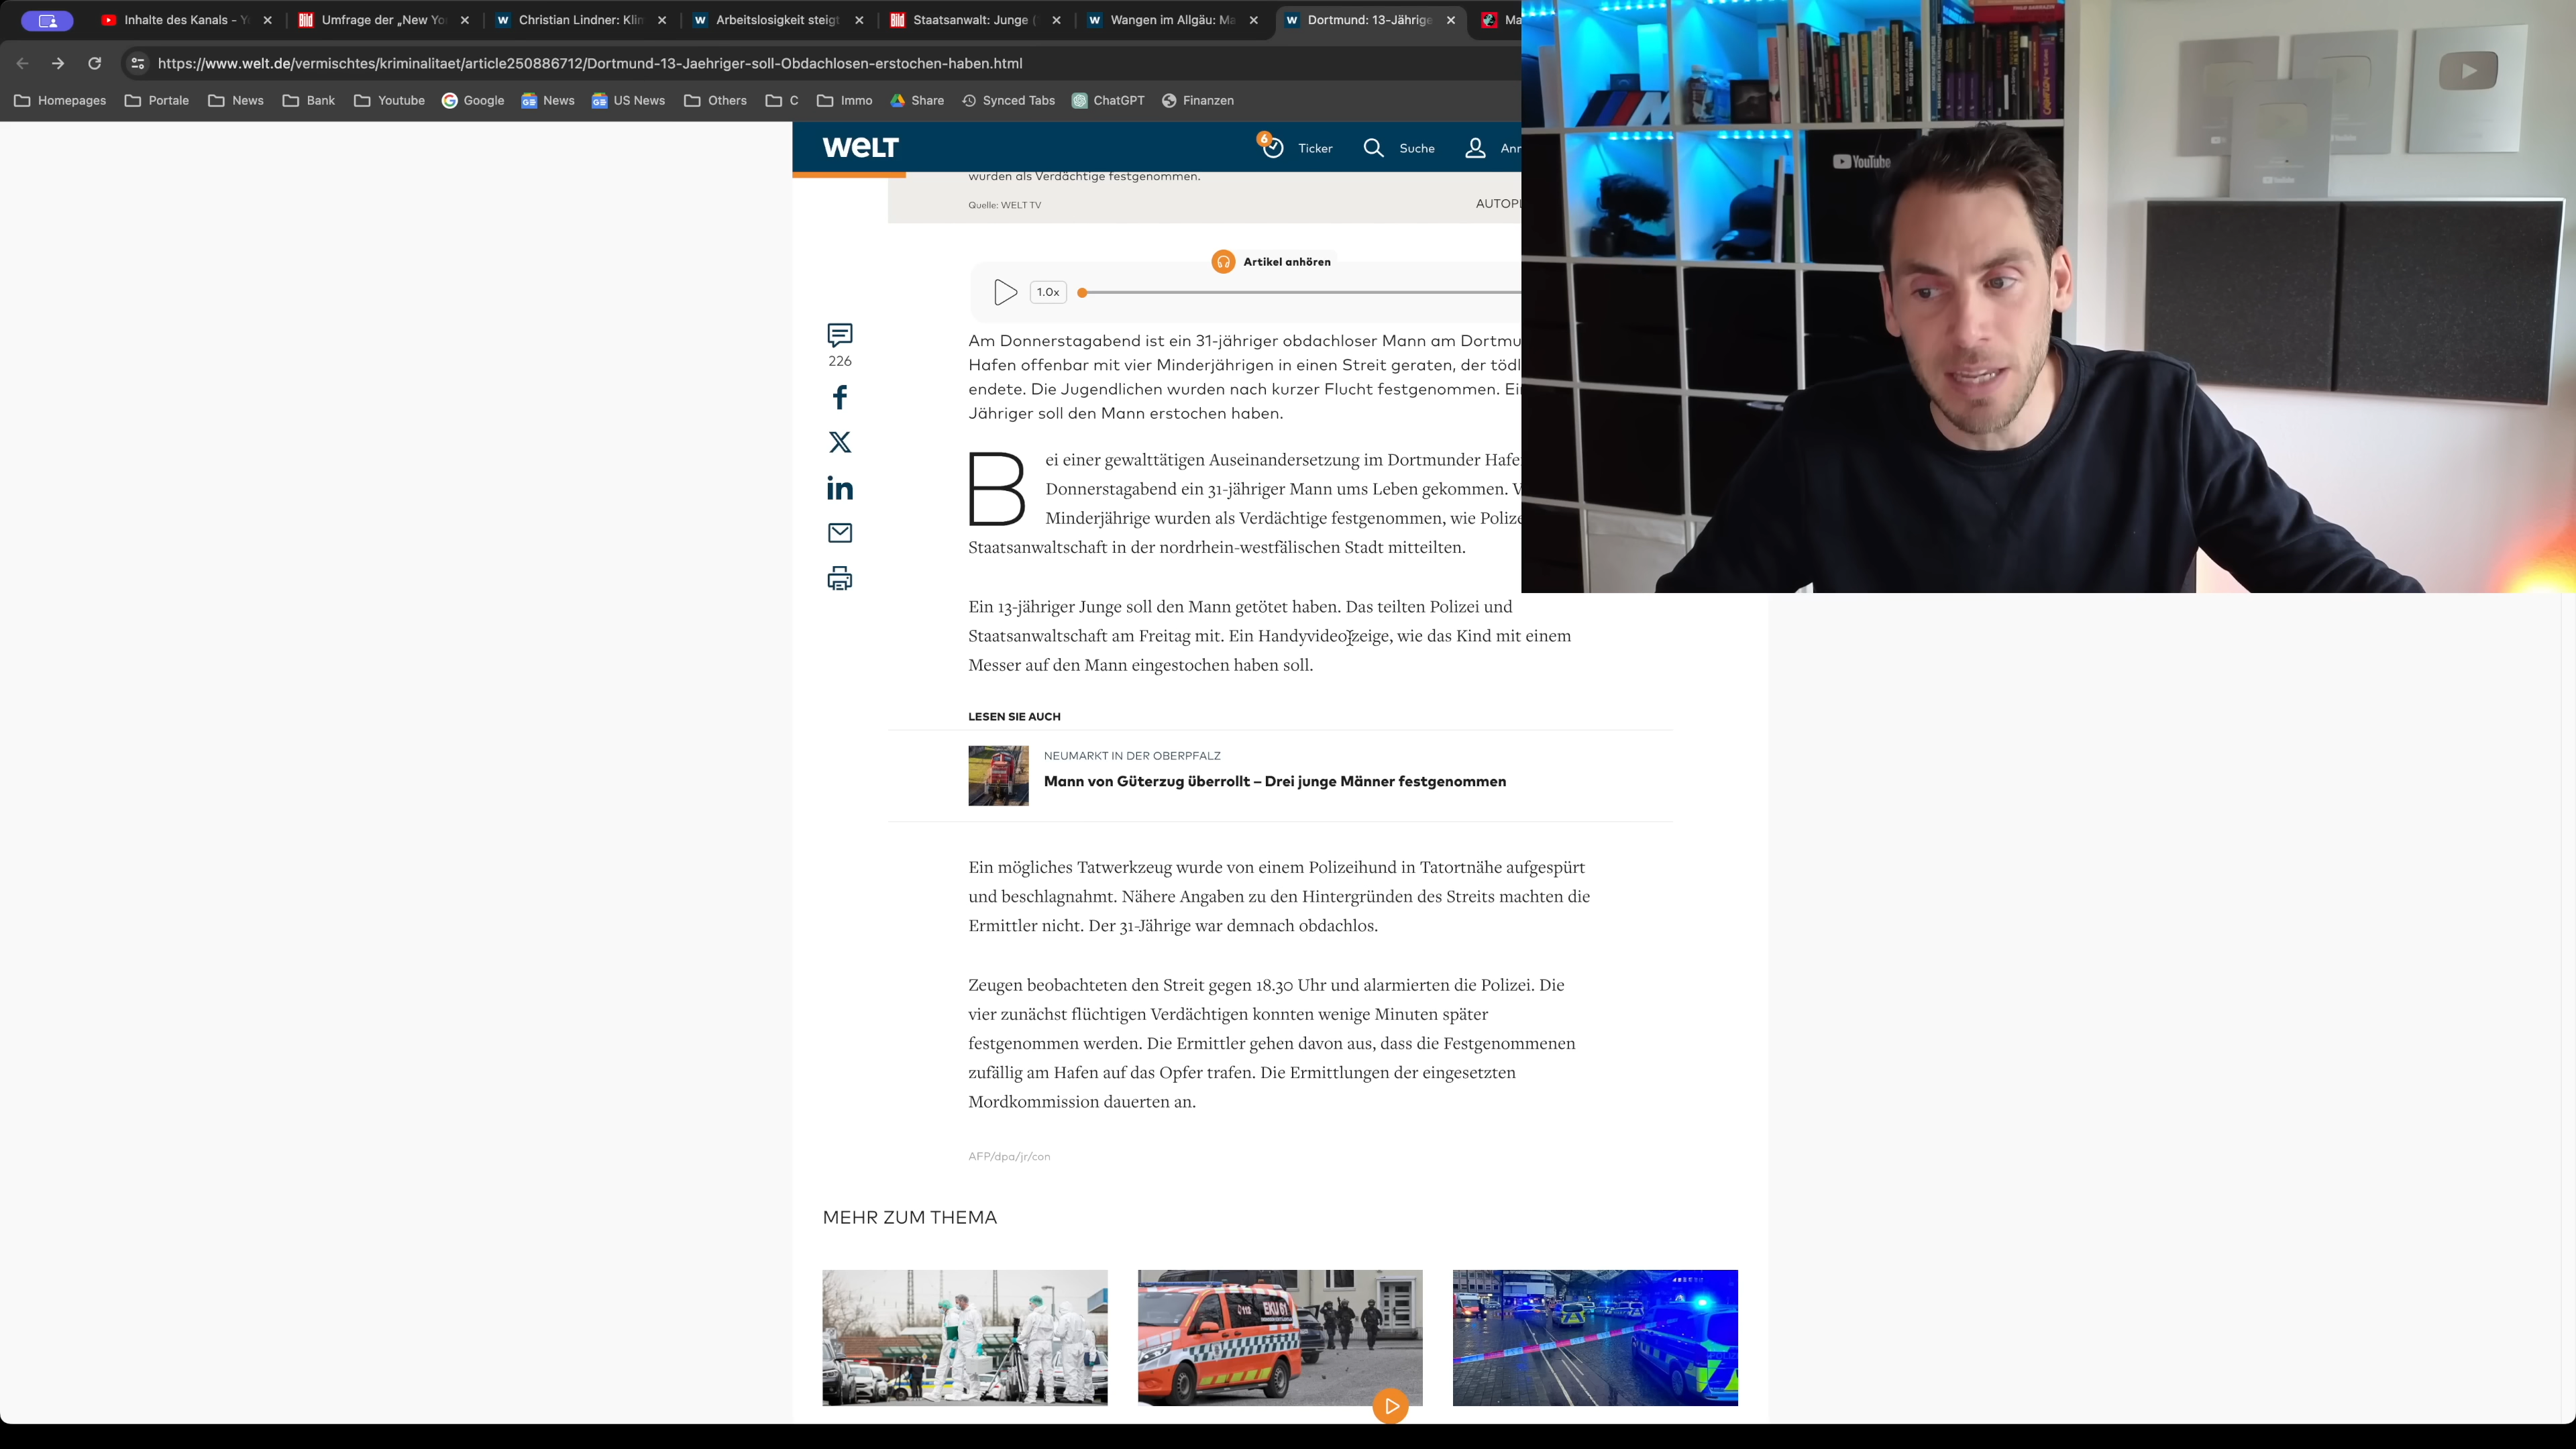 Inhalte des Kanals - Y
Umfrage der „New Yo
Christian Lindner: Klin
Arbeitslosigkeit steigt
Staatsanwalt: Junge (
Wangen im Allgäu: Ma
Dortmund: 13-Jährige
Ma
https://www.welt.de/vermischtes/kriminalitaet/article250886712/Dortmund-13-Jaehriger-soll-Obdachlosen-erstochen-haben.html
Homepages
Portale
News
Bank
Youtube
Google
News
US News
Others
C
Immo
Share
Synced Tabs
ChatGPT
Finanzen
WELT
6
Ticker
Suche
Anr
wurden als Verdächtige festgenommen.
Quelle: WELT TV
AUTOPL
Artikel anhören
1.0x
226
Am Donnerstagabend ist ein 31-jähriger obdachloser Mann am Dortmu
Hafen offenbar mit vier Minderjährigen in einen Streit geraten, der tödl
endete. Die Jugendlichen wurden nach kurzer Flucht festgenommen. Ei
Jähriger soll den Mann erstochen haben.
Bei einer gewalttätigen Auseinandersetzung im Dortmunder Hafe
Donnerstagabend ein 31-jähriger Mann ums Leben gekommen. V
Minderjährige wurden als Verdächtige festgenommen, wie Polize
Staatsanwaltschaft in der nordrhein-westfälischen Stadt mitteilten.
Ein 13-jähriger Junge soll den Mann getötet haben. Das teilten Polizei und
Staatsanwaltschaft am Freitag mit. Ein Handyvideo zeige, wie das Kind mit einem
Messer auf den Mann eingestochen haben soll.
LESEN SIE AUCH
NEUMARKT IN DER OBERPFALZ
Mann von Güterzug überrollt – Drei junge Männer festgenommen
Ein mögliches Tatwerkzeug wurde von einem Polizeihund in Tatortnähe aufgespürt
und beschlagnahmt. Nähere Angaben zu den Hintergründen des Streits machten die
Ermittler nicht. Der 31-Jährige war demnach obdachlos.
Zeugen beobachteten den Streit gegen 18.30 Uhr und alarmierten die Polizei. Die
vier zunächst flüchtigen Verdächtigen konnten wenige Minuten später
festgenommen werden. Die Ermittler gehen davon aus, dass die Festgenommenen
zufällig am Hafen auf das Opfer trafen. Die Ermittlungen der eingesetzten
Mordkommission dauerten an.
AFP/dpa/jr/con
MEHR ZUM THEMA
112
EKU 61
YouTube